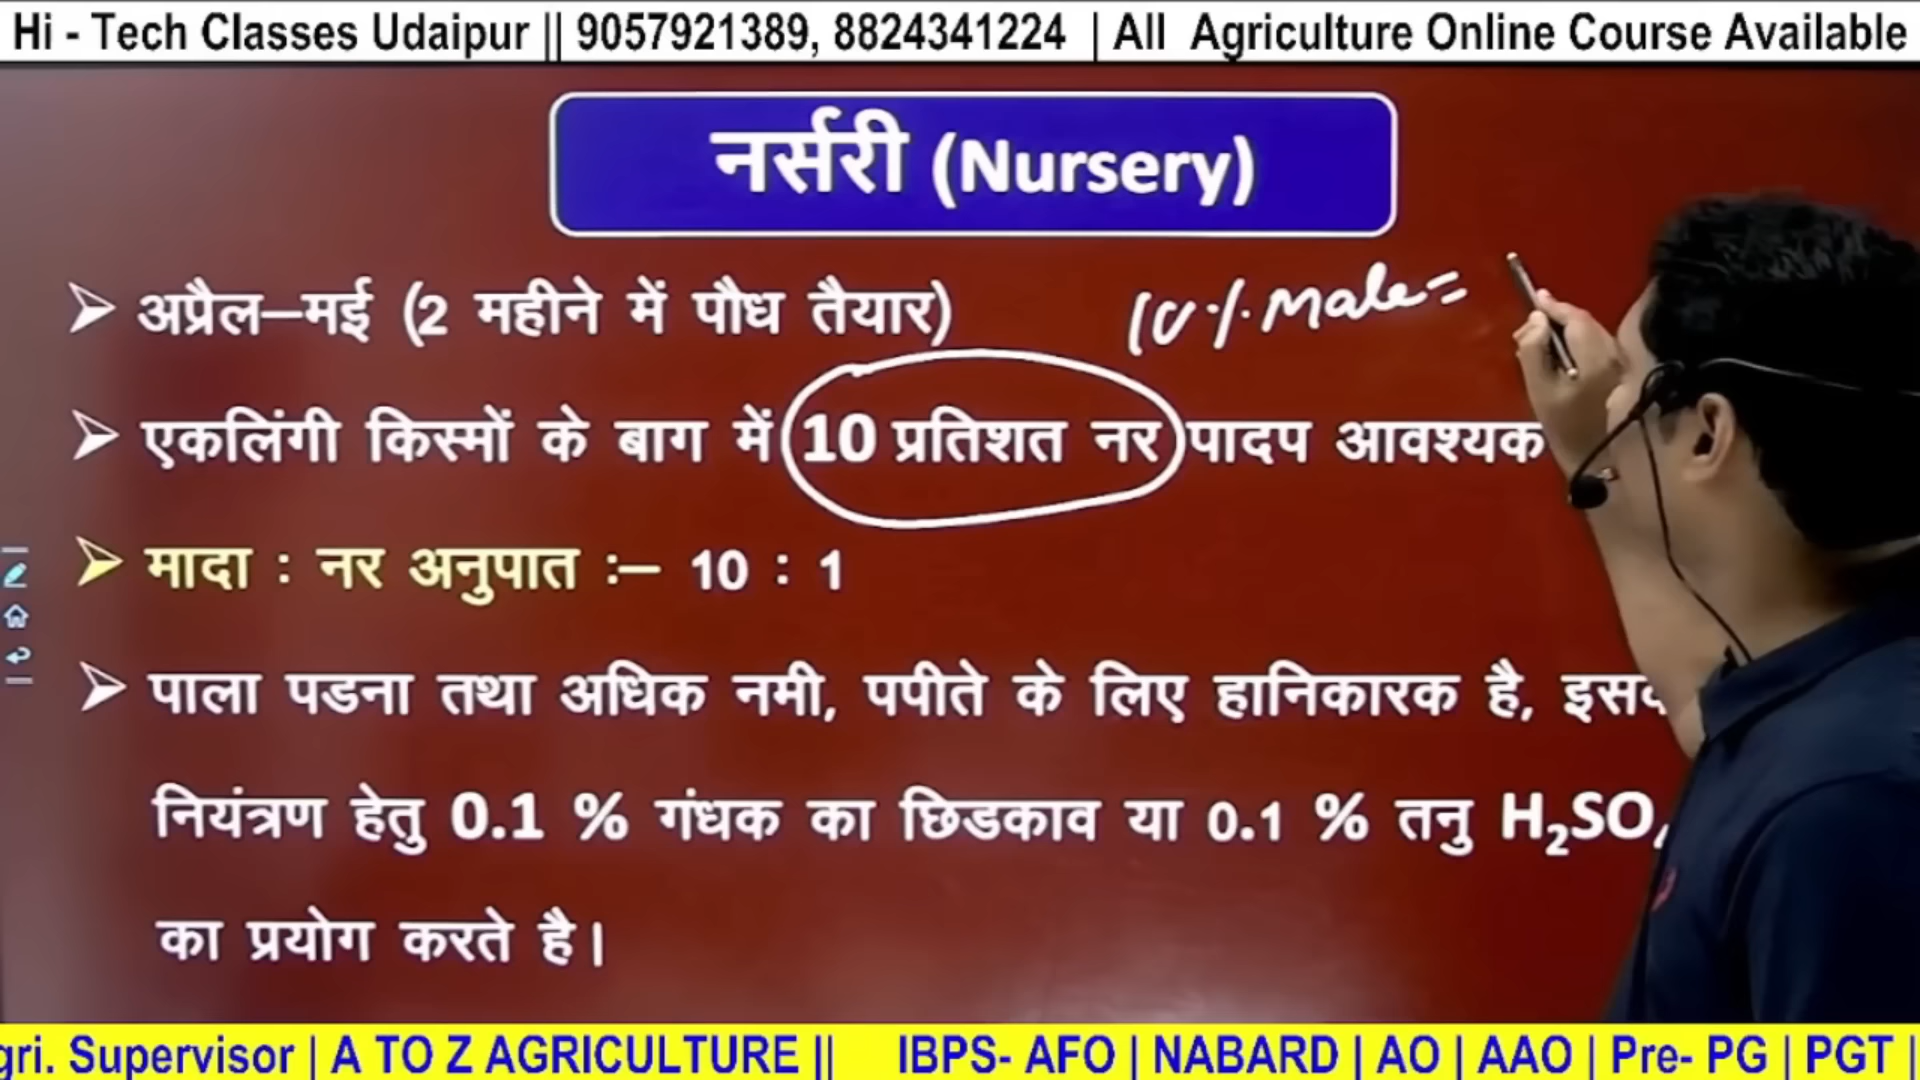 Hi - Tech Classes Udaipur || 9057921389, 8824341224 | All Agriculture Online Course Available
नर्सरी (Nursery)
➢ अप्रैल–मई (2 महीने में पौध तैयार)
10 % Male =
➢ एकलिंगी किस्मों के बाग में 10 प्रतिशत नर पादप आवश्यक
➢ मादा : नर अनुपात :– 10 : 1
➢ पाला पडना तथा अधिक नमी, पपीते के लिए हानिकारक है,
नियंत्रण हेतु 0.1 % गंधक का छिडकाव या 0.1 % तनु H₂SO
का प्रयोग करते है।
gri. Supervisor | A TO Z AGRICULTURE || IBPS- AFO | NABARD | AO | AAO | Pre- PG | PGT |